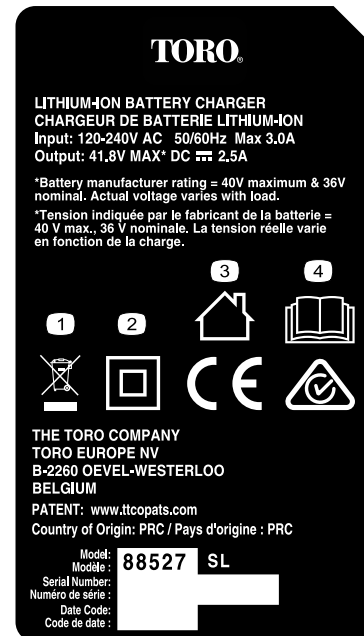 TORO®
LITHIUM-ION BATTERY CHARGER
CHARGEUR DE BATTERIE LITHIUM-ION
Input: 120-240V AC 50/60Hz Max 3.0A
Output: 41.8V MAX* DC ⎓ 2.5A
*Battery manufacturer rating = 40V maximum & 36V
nominal. Actual voltage varies with load.
*Tension indiquée par le fabricant de la batterie =
40 V max., 36 V nominale. La tension réelle varie
en fonction de la charge.
3 4
1 2
CE
THE TORO COMPANY
TORO EUROPE NV
B-2260 OEVEL-WESTERLOO
BELGIUM
PATENT: www.ttcopats.com
Country of Origin: PRC / Pays d'origine : PRC
Model:
Modèle :
88527 SL
Serial Number:
Numéro de série :
Date Code:
Code de date :